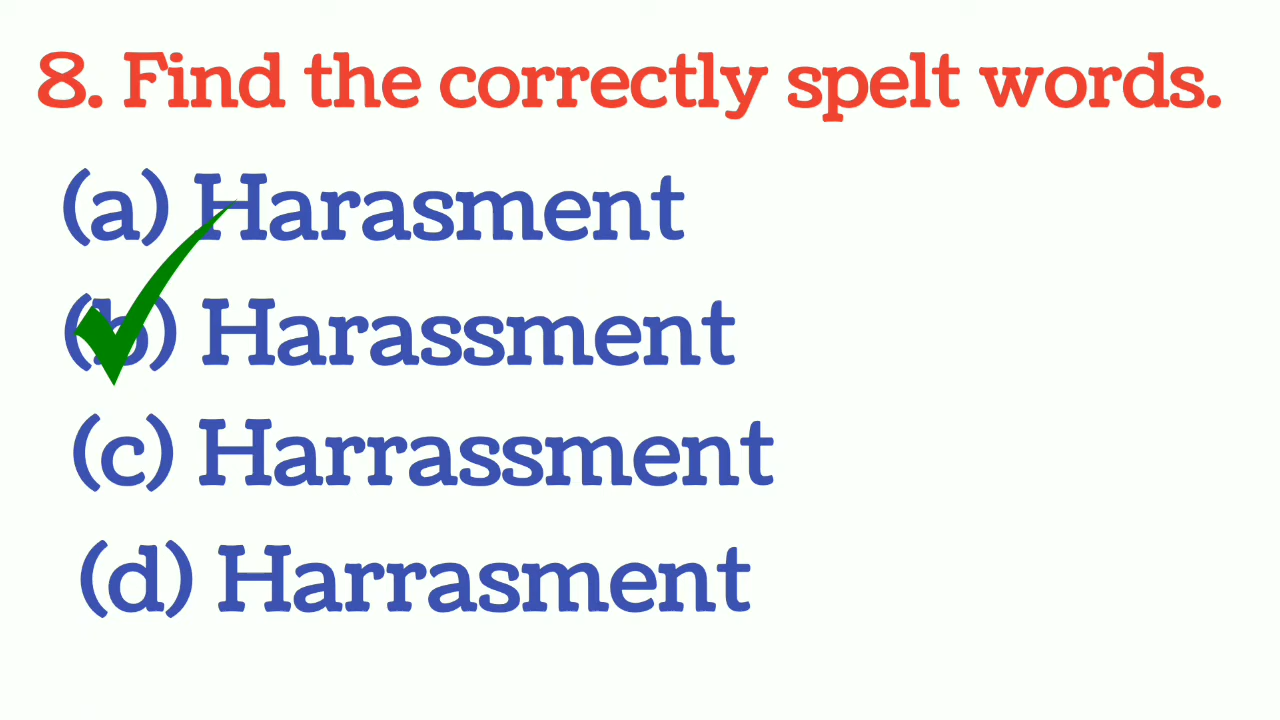 8. Find the correctly spelt words.
(a) Harasment
(b) Harassment
(c) Harrassment
(d) Harrasment